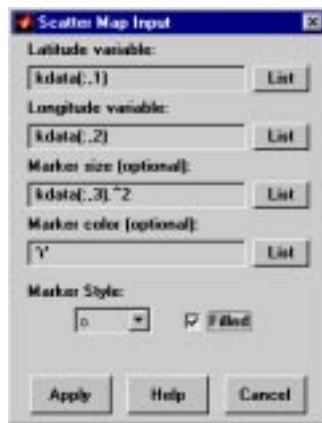 Scatter Map Input
Latitude variable:
kdata(:,1)
List
Longitude variable:
kdata(:,2)
List
Marker size (optional):
kdata(:,3).^2
List
Marker color (optional):
'r'
List
Marker Style:
o
Filled
Apply Help Cancel